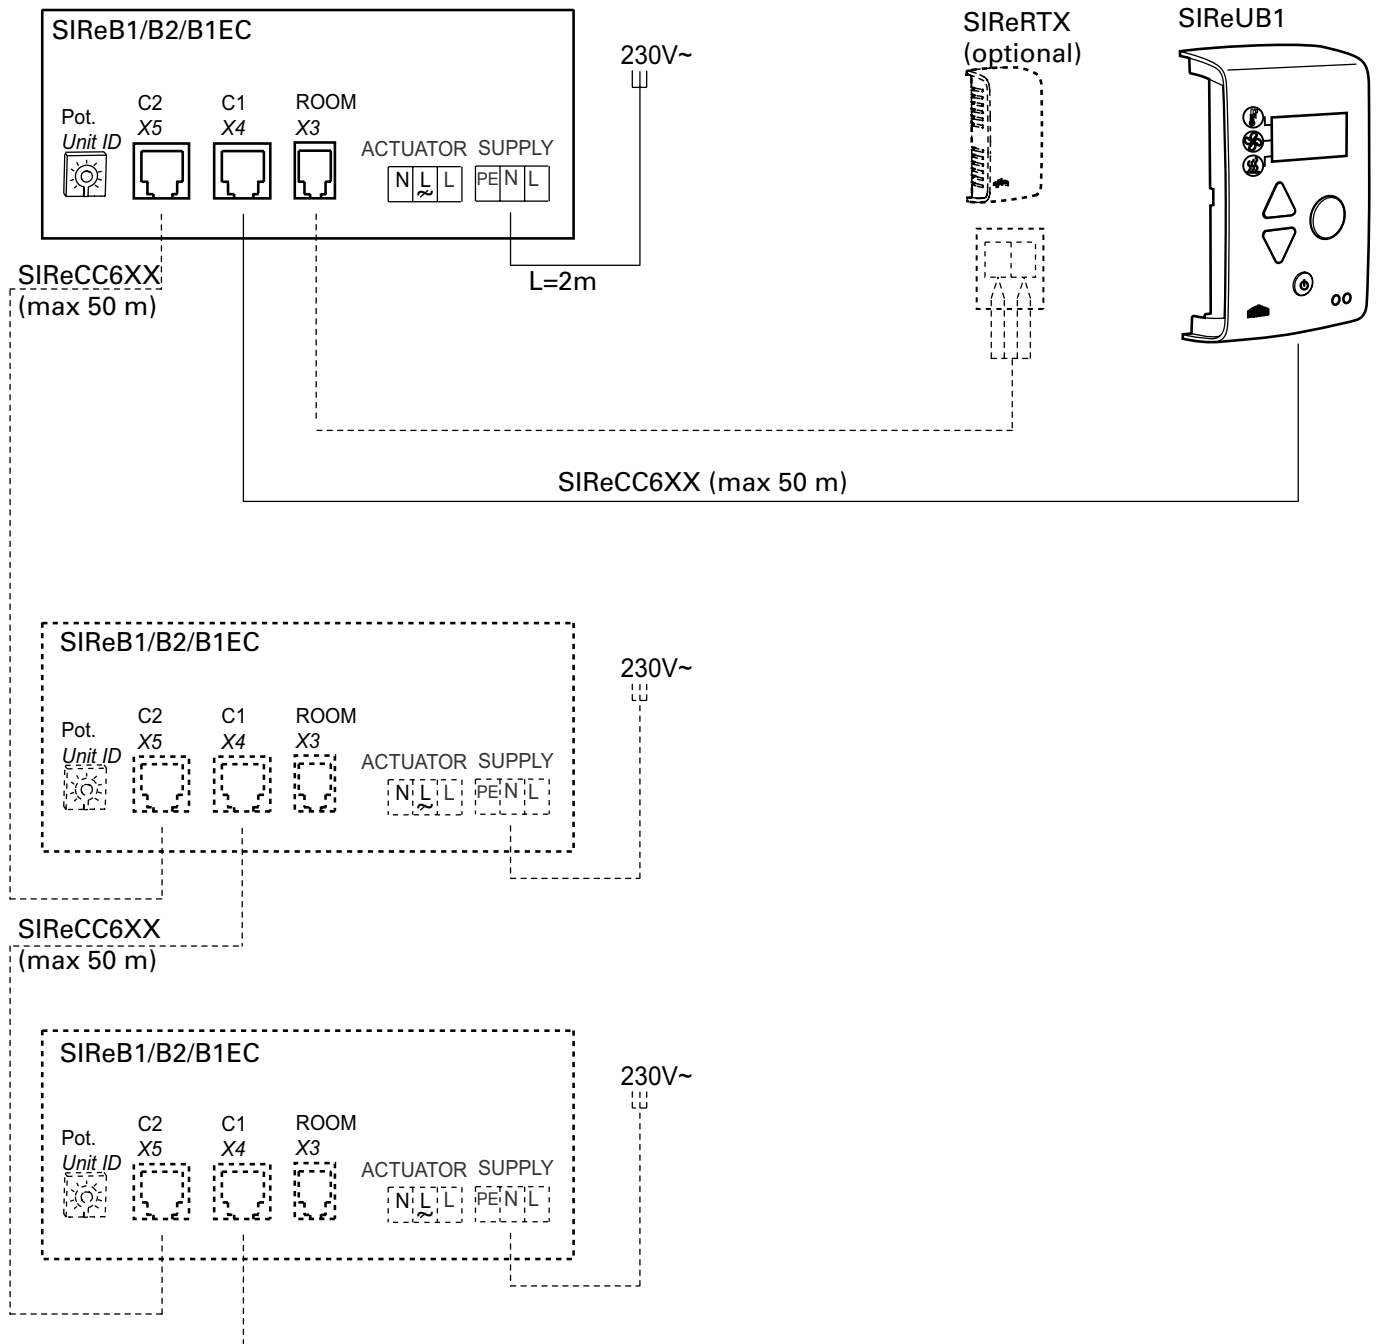 SIReB1/B2/B1EC
230V~
SIReRTX
(optional)
SIReUB1
Pot.
Unit ID
C2
X5
C1
X4
ROOM
X3
ACTUATOR SUPPLY
N L L PE N L
~
L=2m
SIReCC6XX
(max 50 m)
SIReCC6XX (max 50 m)
SIReB1/B2/B1EC
230V~
Pot.
Unit ID
C2
X5
C1
X4
ROOM
X3
ACTUATOR SUPPLY
N L L PE N L
~
SIReCC6XX
(max 50 m)
SIReB1/B2/B1EC
230V~
Pot.
Unit ID
C2
X5
C1
X4
ROOM
X3
ACTUATOR SUPPLY
N L L PE N L
~